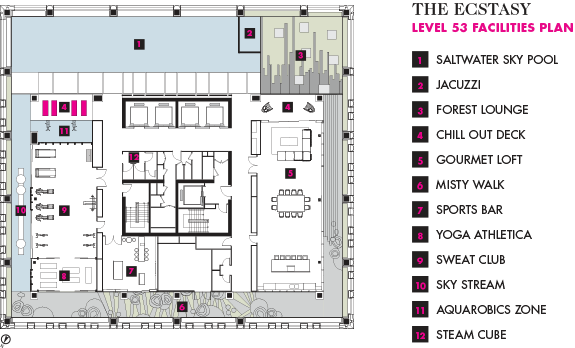 THE ECSTASY
LEVEL 53 FACILITIES PLAN
1 SALTWATER SKY POOL
2 JACUZZI
3 FOREST LOUNGE
4 CHILL OUT DECK
5 GOURMET LOFT
6 MISTY WALK
7 SPORTS BAR
8 YOGA ATHLETICA
9 SWEAT CLUB
10 SKY STREAM
11 AQUAROBICS ZONE
12 STEAM CUBE
2
1
3
4
4
11
12
5
10
9
8
7
6